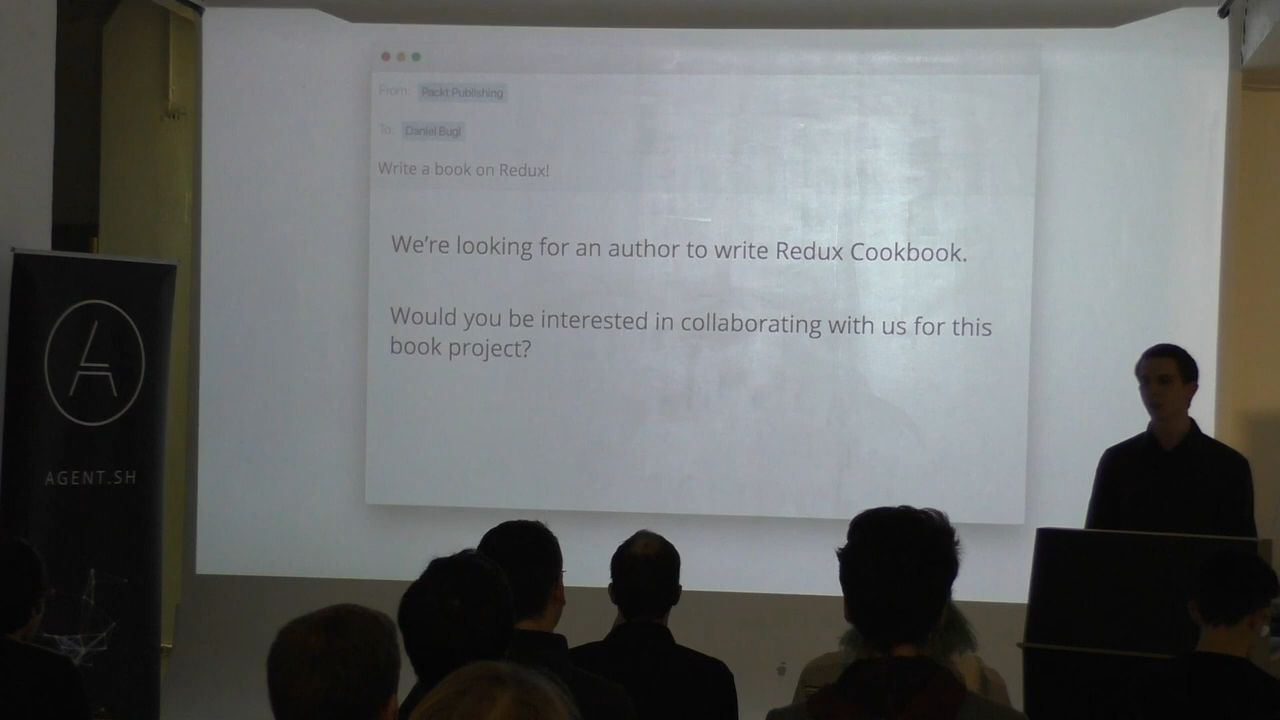 From: Packt Publishing
To: Daniel Bugl
Write a book on Redux!
We're looking for an author to write Redux Cookbook.
Would you be interested in collaborating with us for this
book project?
AGENT.SH